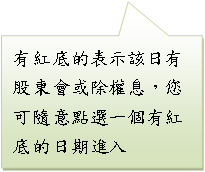 有紅底的表示該日有
股東會或除權息，您
可隨意點選一個有紅
底的日期進入